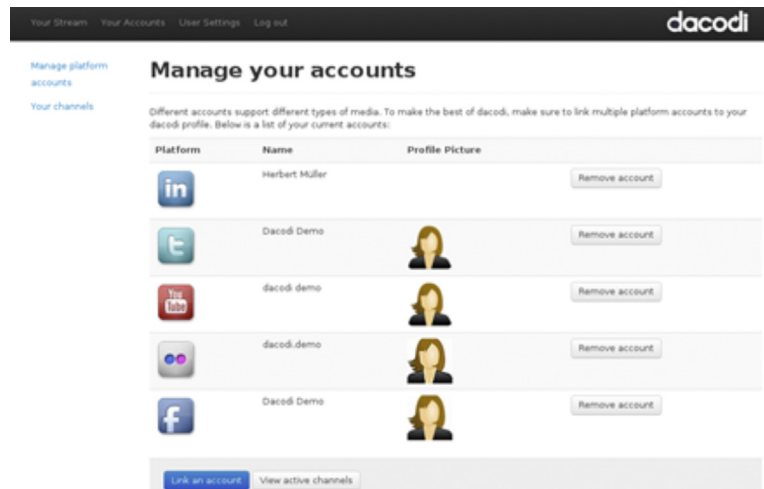 Your Stream Your Accounts User Settings Log out dacodi
Manage platform
accounts
Your channels
Manage your accounts
Different accounts support different types of media. To make the best of dacodi, make sure to link multiple platform accounts to your
dacodi profile. Below is a list of your current accounts:
Platform Name Profile Picture
in Herbert Müller Remove account
t Dacodi Demo Remove account
You
Tube dacodi demo Remove account
dacodi.demo Remove account
f Dacodi Demo Remove account
Link an account View active channels